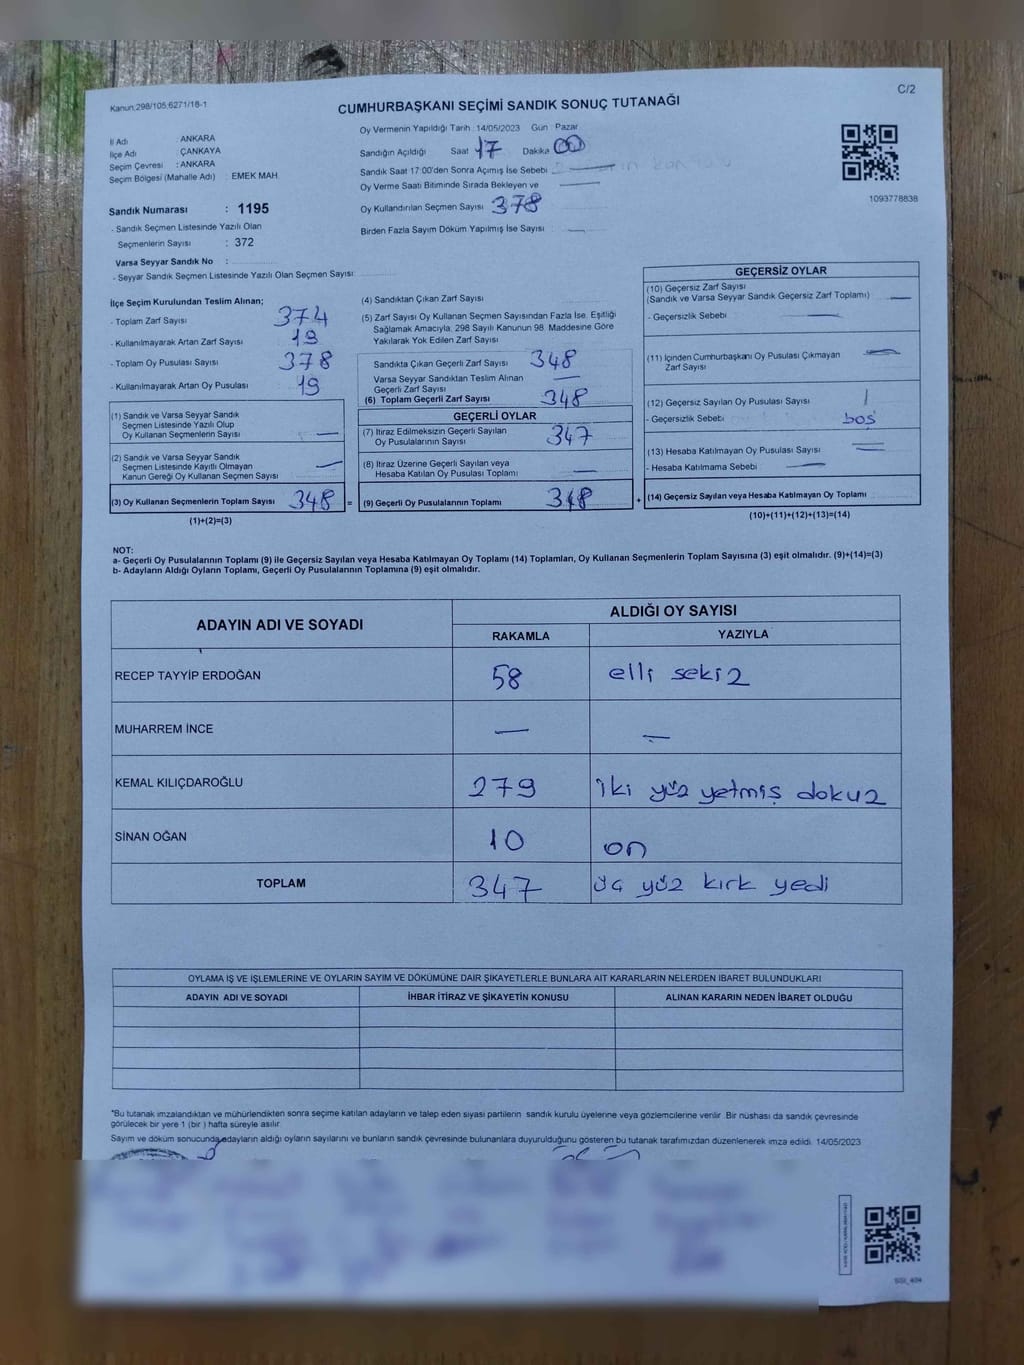 Kanun:298/105:6271/18-1
C/2
CUMHURBAŞKANI SEÇİMİ SANDIK SONUÇ TUTANAĞI
İl Adı : ANKARA
İlçe Adı : ÇANKAYA
Seçim Çevresi : ANKARA
Seçim Bölgesi (Mahalle Adı) : EMEK MAH.
Sandık Numarası : 1195
- Sandık Seçmen Listesinde Yazılı Olan
Seçmenlerin Sayısı : 372
Varsa Seyyar Sandık No :
- Seyyar Sandık Seçmen Listesinde Yazılı Olan Seçmen Sayısı:
Oy Vermenin Yapıldığı Tarih : 14/05/2023 Gün : Pazar
Sandığın Açıldığı Saat 17 Dakika 00
Sandık Saat 17:00'den Sonra Açımış İse Sebebi
Oy Verme Saati Bitiminde Sırada Bekleyen ve
Oy Kullandırılan Seçmen Sayısı 378
Birden Fazla Sayım Döküm Yapılmış İse Sayısı :
1093778838
İlçe Seçim Kurulundan Teslim Alınan;
- Toplam Zarf Sayısı 374
- Kullanılmayarak Artan Zarf Sayısı 19
- Toplam Oy Pusulası Sayısı 378
- Kullanılmayarak Artan Oy Pusulası 19
(1) Sandık ve Varsa Seyyar Sandık
Seçmen Listesinde Yazılı Olup
Oy Kullanan Seçmenlerin Sayısı —
(2) Sandık ve Varsa Seyyar Sandık
Seçmen Listesinde Kayıtlı Olmayan
Kanun Gereği Oy Kullanan Seçmen Sayısı —
(3) Oy Kullanan Seçmenlerin Toplam Sayısı 348 =
(1)+(2)=(3)
(4) Sandıktan Çıkan Zarf Sayısı
(5) Zarf Sayısı Oy Kullanan Seçmen Sayısından Fazla İse, Eşitliği
Sağlamak Amacıyla, 298 Sayılı Kanunun 98. Maddesine Göre
Yakılarak Yok Edilen Zarf Sayısı
Sandıkta Çıkan Geçerli Zarf Sayısı 348
Varsa Seyyar Sandıktan Teslim Alınan
Geçerli Zarf Sayısı —
(6) Toplam Geçerli Zarf Sayısı 348
GEÇERLİ OYLAR
(7) İtiraz Edilmeksizin Geçerli Sayılan
Oy Pusulalarının Sayısı 347
(8) İtiraz Üzerine Geçerli Sayılan veya
Hesaba Katılan Oy Pusulası Toplamı —
(9) Geçerli Oy Pusulalarının Toplamı 348 +
GEÇERSİZ OYLAR
(10) Geçersiz Zarf Sayısı
(Sandık ve Varsa Seyyar Sandık Geçersiz Zarf Toplamı) —
- Geçersizlik Sebebi —
(11) İçinden Cumhurbaşkanı Oy Pusulası Çıkmayan
Zarf Sayısı —
(12) Geçersiz Sayılan Oy Pusulası Sayısı 1
- Geçersizlik Sebebi boş
(13) Hesaba Katılmayan Oy Pusulası Sayısı —
- Hesaba Katılmama Sebebi —
(14) Geçersiz Sayılan veya Hesaba Katılmayan Oy Toplamı
(10)+(11)+(12)+(13)=(14)
NOT:
a- Geçerli Oy Pusulalarının Toplamı (9) ile Geçersiz Sayılan veya Hesaba Katılmayan Oy Toplamı (14) Toplamları, Oy Kullanan Seçmenlerin Toplam Sayısına (3) eşit olmalıdır. (9)+(14)=(3)
b- Adayların Aldığı Oyların Toplamı, Geçerli Oy Pusulalarının Toplamına (9) eşit olmalıdır.
ADAYIN ADI VE SOYADI ALDIĞI OY SAYISI
RAKAMLA YAZIYLA
RECEP TAYYİP ERDOĞAN 58 elli sekiz
MUHARREM İNCE — —
KEMAL KILIÇDAROĞLU 279 iki yüz yetmiş dokuz
SİNAN OĞAN 10 on
TOPLAM 347 üç yüz kırk yedi
OYLAMA İŞ VE İŞLEMLERİNE VE OYLARIN SAYIM VE DÖKÜMÜNE DAİR ŞİKAYETLERLE BUNLARA AİT KARARLARIN NELERDEN İBARET BULUNDUKLARI
ADAYIN ADI VE SOYADI İHBAR İTİRAZ VE ŞİKAYETİN KONUSU ALINAN KARARIN NEDEN İBARET OLDUĞU
*Bu tutanak imzalandıktan ve mühürlendikten sonra seçime katılan adayların ve talep eden siyasi partilerin sandık kurulu üyelerine veya gözlemcilerine verilir. Bir nüshası da sandık çevresinde
görülecek bir yere 1 (bir) hafta süreyle asılır.
Sayım ve döküm sonucunda adayların aldığı oyların sayılarını ve bunların sandık çevresinde bulunanlara duyurulduğunu gösteren bu tutanak tarafımızdan düzenlenerek imza edildi. 14/05/2023